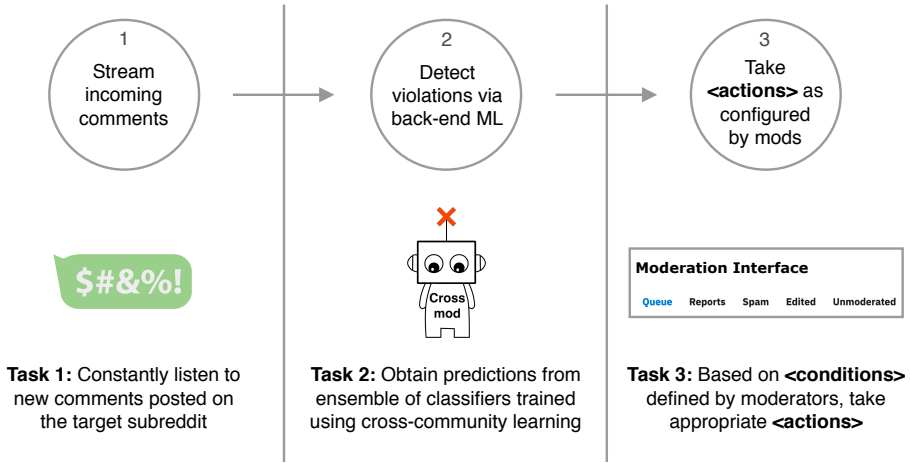 1
Stream
incoming
comments
2
Detect
violations via
back-end ML
3
Take
<actions> as
configured
by mods
$#&%!
Cross
mod
Moderation Interface
Queue Reports Spam Edited Unmoderated
Task 1: Constantly listen to
new comments posted on
the target subreddit
Task 2: Obtain predictions from
ensemble of classifiers trained
using cross-community learning
Task 3: Based on <conditions>
defined by moderators, take
appropriate <actions>